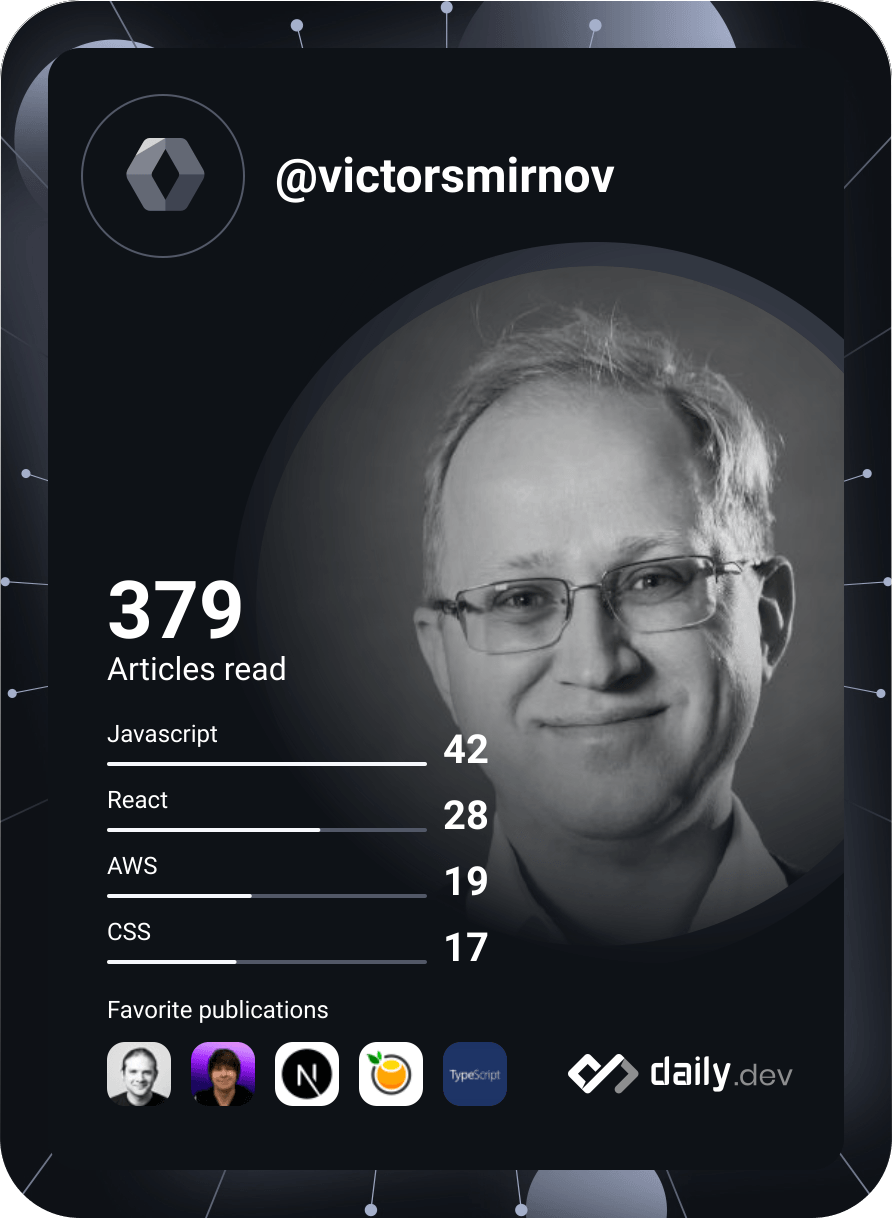 @victorsmirnov
379
Articles read
Javascript
42
React
28
AWS
19
CSS
17
Favorite publications
N
TypeScript
daily.dev